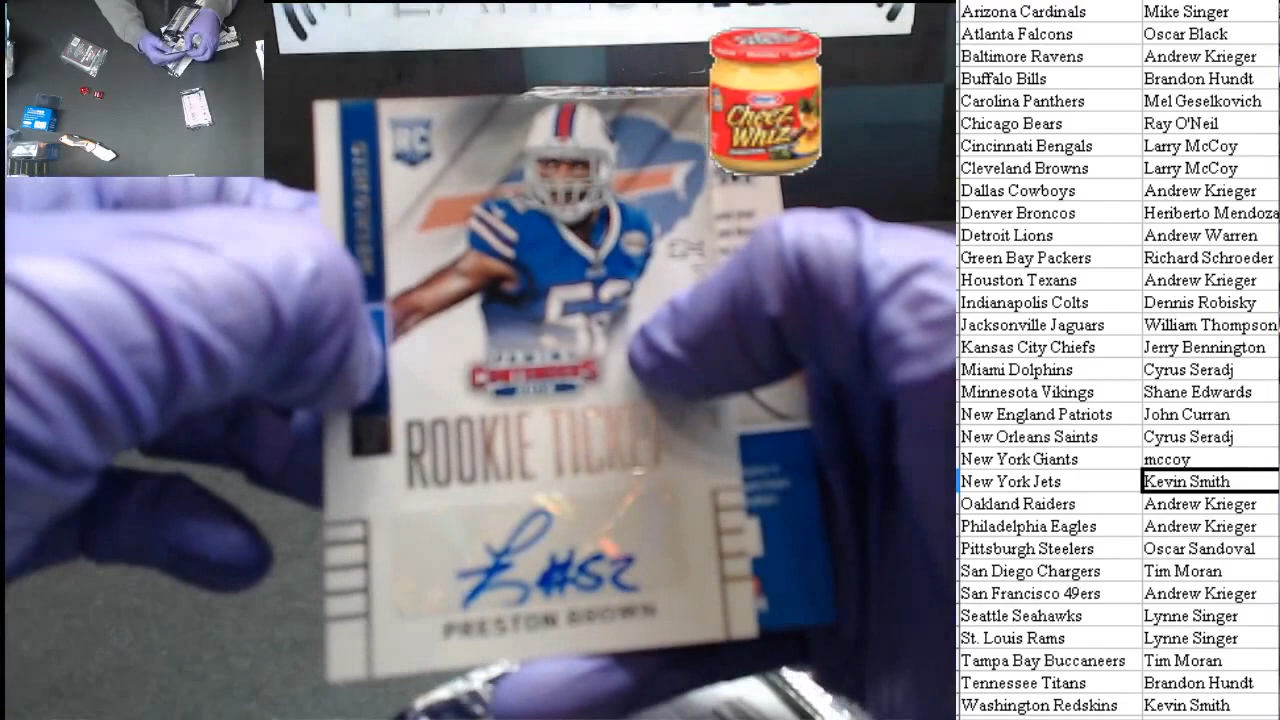 RC
PANINI
CONTENDERS
ROOKIE TICKET
#52
PRESTON BROWN
KRAFT
Cheez
Whiz
Arizona Cardinals Mike Singer
Atlanta Falcons Oscar Black
Baltimore Ravens Andrew Krieger
Buffalo Bills Brandon Hundt
Carolina Panthers Mel Geselkovich
Chicago Bears Ray O'Neil
Cincinnati Bengals Larry McCoy
Cleveland Browns Larry McCoy
Dallas Cowboys Andrew Krieger
Denver Broncos Heriberto Mendoza
Detroit Lions Andrew Warren
Green Bay Packers Richard Schroeder
Houston Texans Andrew Krieger
Indianapolis Colts Dennis Robisky
Jacksonville Jaguars William Thompson
Kansas City Chiefs Jerry Bennington
Miami Dolphins Cyrus Seradj
Minnesota Vikings Shane Edwards
New England Patriots John Curran
New Orleans Saints Cyrus Seradj
New York Giants mccoy
New York Jets Kevin Smith
Oakland Raiders Andrew Krieger
Philadelphia Eagles Andrew Krieger
Pittsburgh Steelers Oscar Sandoval
San Diego Chargers Tim Moran
San Francisco 49ers Andrew Krieger
Seattle Seahawks Lynne Singer
St. Louis Rams Lynne Singer
Tampa Bay Buccaneers Tim Moran
Tennessee Titans Brandon Hundt
Washington Redskins Kevin Smith